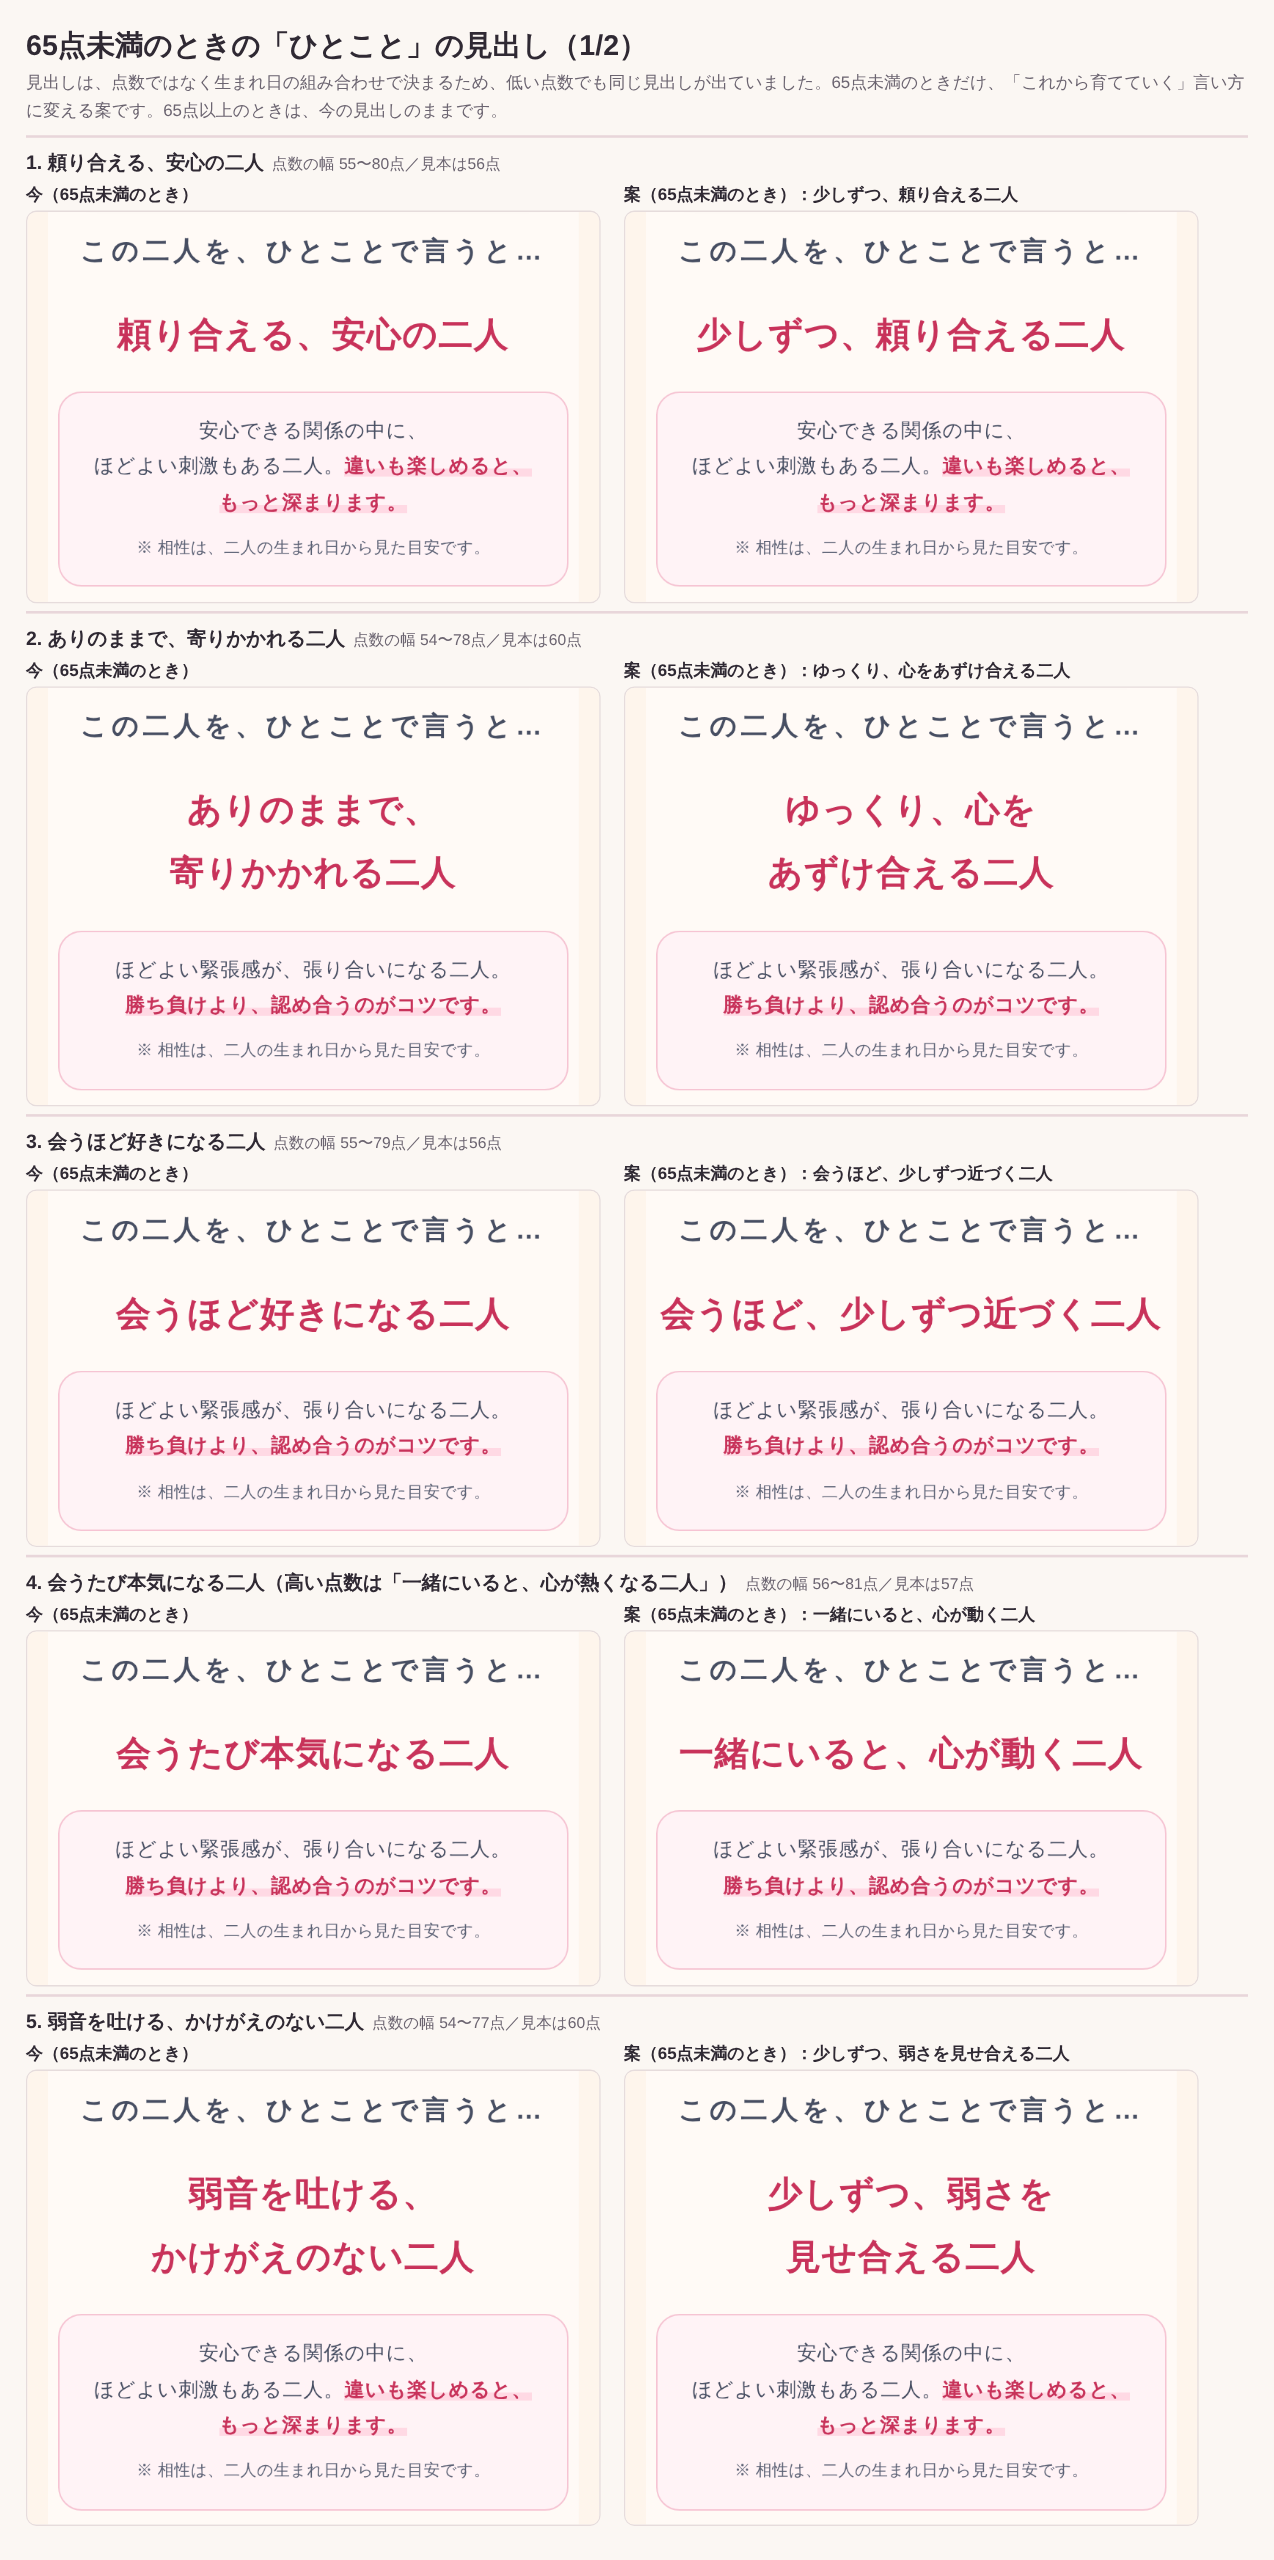 65点未満のときの「ひとこと」の見出し（1/2）
見出しは、点数ではなく生まれ日の組み合わせで決まるため、低い点数でも同じ見出しが出ていました。65点未満のときだけ、「これから育てていく」言い方
に変える案です。65点以上のときは、今の見出しのままです。
1. 頼り合える、安心の二人 点数の幅 55〜80点／見本は56点
今（65点未満のとき）
この二人を、ひとことで言うと…
頼り合える、安心の二人
安心できる関係の中に、
ほどよい刺激もある二人。違いも楽しめると、
もっと深まります。
※ 相性は、二人の生まれ日から見た目安です。
案（65点未満のとき）：少しずつ、頼り合える二人
この二人を、ひとことで言うと…
少しずつ、頼り合える二人
安心できる関係の中に、
ほどよい刺激もある二人。違いも楽しめると、
もっと深まります。
※ 相性は、二人の生まれ日から見た目安です。
2. ありのままで、寄りかかれる二人 点数の幅 54〜78点／見本は60点
今（65点未満のとき）
この二人を、ひとことで言うと…
ありのままで、
寄りかかれる二人
ほどよい緊張感が、張り合いになる二人。
勝ち負けより、認め合うのがコツです。
※ 相性は、二人の生まれ日から見た目安です。
案（65点未満のとき）：ゆっくり、心をあずけ合える二人
この二人を、ひとことで言うと…
ゆっくり、心を
あずけ合える二人
ほどよい緊張感が、張り合いになる二人。
勝ち負けより、認め合うのがコツです。
※ 相性は、二人の生まれ日から見た目安です。
3. 会うほど好きになる二人 点数の幅 55〜79点／見本は56点
今（65点未満のとき）
この二人を、ひとことで言うと…
会うほど好きになる二人
ほどよい緊張感が、張り合いになる二人。
勝ち負けより、認め合うのがコツです。
※ 相性は、二人の生まれ日から見た目安です。
案（65点未満のとき）：会うほど、少しずつ近づく二人
この二人を、ひとことで言うと…
会うほど、少しずつ近づく二人
ほどよい緊張感が、張り合いになる二人。
勝ち負けより、認め合うのがコツです。
※ 相性は、二人の生まれ日から見た目安です。
4. 会うたび本気になる二人（高い点数は「一緒にいると、心が熱くなる二人」） 点数の幅 56〜81点／見本は57点
今（65点未満のとき）
この二人を、ひとことで言うと…
会うたび本気になる二人
ほどよい緊張感が、張り合いになる二人。
勝ち負けより、認め合うのがコツです。
※ 相性は、二人の生まれ日から見た目安です。
案（65点未満のとき）：一緒にいると、心が動く二人
この二人を、ひとことで言うと…
一緒にいると、心が動く二人
ほどよい緊張感が、張り合いになる二人。
勝ち負けより、認め合うのがコツです。
※ 相性は、二人の生まれ日から見た目安です。
5. 弱音を吐ける、かけがえのない二人 点数の幅 54〜77点／見本は60点
今（65点未満のとき）
この二人を、ひとことで言うと…
弱音を吐ける、
かけがえのない二人
安心できる関係の中に、
ほどよい刺激もある二人。違いも楽しめると、
もっと深まります。
※ 相性は、二人の生まれ日から見た目安です。
案（65点未満のとき）：少しずつ、弱さを見せ合える二人
この二人を、ひとことで言うと…
少しずつ、弱さを
見せ合える二人
安心できる関係の中に、
ほどよい刺激もある二人。違いも楽しめると、
もっと深まります。
※ 相性は、二人の生まれ日から見た目安です。